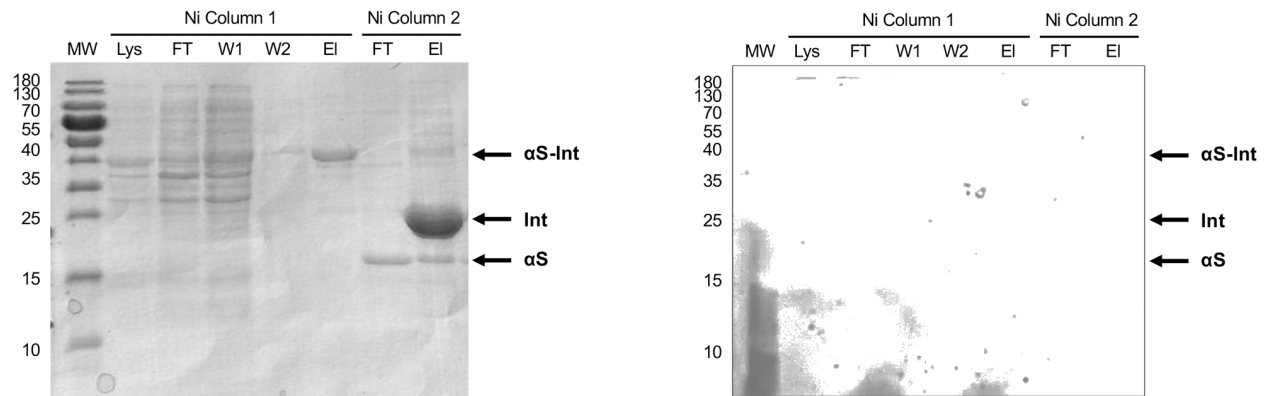 Ni Column 1 Ni Column 2
MW Lys FT W1 W2 El FT El
180
130
70
55
40
35
25
15
10
αS-Int
Int
αS
Ni Column 1 Ni Column 2
MW Lys FT W1 W2 El FT El
180
130
70
55
40
35
25
15
10
αS-Int
Int
αS